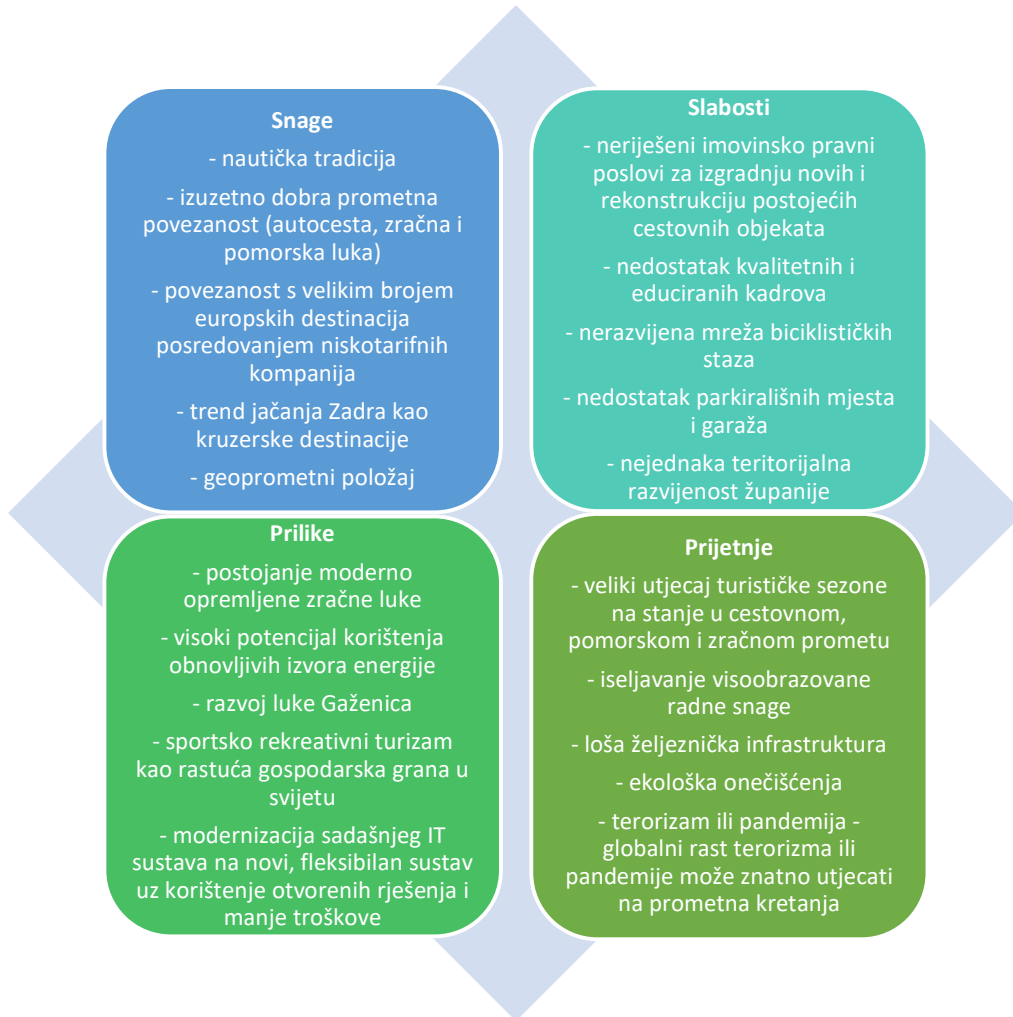 Snage
- nautička tradicija
- izuzetno dobra prometna
povezanost (autocesta, zračna i
pomorska luka)
- povezanost s velikim brojem
europskih destinacija
posredovanjem niskotarifnih
kompanija
- trend jačanja Zadra kao
kruzerske destinacije
- geoprometni položaj
Slabosti
- neriješeni imovinsko pravni
poslovi za izgradnju novih i
rekonstrukciju postojećih
cestovnih objekata
- nedostatak kvalitetnih i
educiranih kadrova
- nerazvijena mreža biciklističkih
staza
- nedostatak parkirališnih mjesta
i garaža
- nejednaka teritorijalna
razvijenost županije
Prilike
- postojanje moderno
opremljene zračne luke
- visoki potencijal korištenja
obnovljivih izvora energije
- razvoj luke Gaženica
- sportsko rekreativni turizam
kao rastuća gospodarska grana u
svijetu
- modernizacija sadašnjeg IT
sustava na novi, fleksibilan sustav
uz korištenje otvorenih rješenja i
manje troškove
Prijetnje
- veliki utjecaj turističke sezone
na stanje u cestovnom,
pomorskom i zračnom prometu
- iseljavanje visoobrazovane
radne snage
- loša željeznička infrastruktura
- ekološka onečišćenja
- terorizam ili pandemija -
globalni rast terorizma ili
pandemije može znatno utjecati
na prometna kretanja